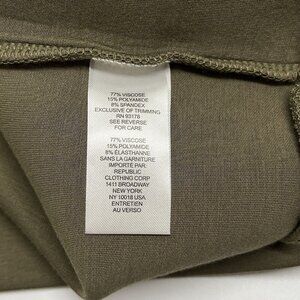 77% VISCOSE
15% POLYAMIDE
8% SPANDEX
EXCLUSIVE OF TRIMMING
RN 93178
SEE REVERSE
FOR CARE
77% VISCOSE
15% POLYAMIDE
8% ÉLASTHANNE
SANS LA GARNITURE
IMPORTÉ PAR:
REPUBLIC
CLOTHING CORP
1411 BROADWAY
NEW YORK
NY 10018 USA
ENTRETIEN
AU VERSO